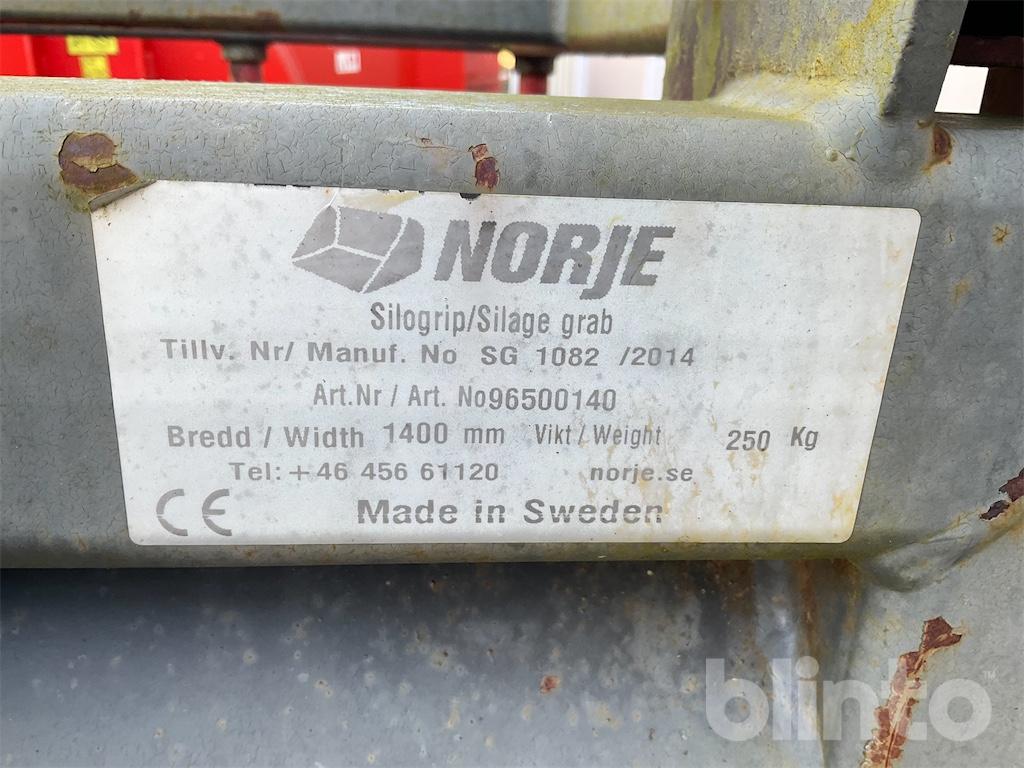 NORJE
Silogrip/Silage grab
Tillv. Nr/ Manuf. No SG 1082 /2014
Art.Nr / Art. No96500140
Bredd / Width 1400 mm Vikt / Weight 250 Kg
Tel: +46 456 61120 norje.se
CE Made in Sweden
blinto™